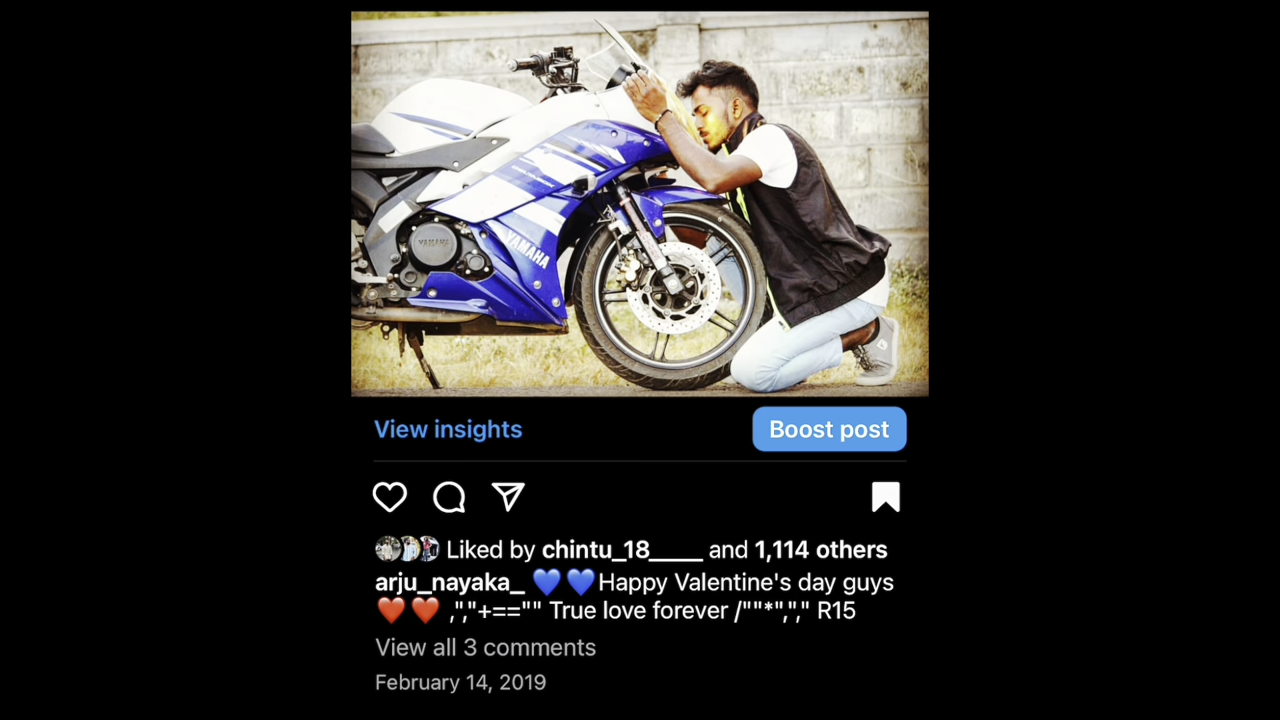 YAMAHA
YAMAHA
View insights
Boost post
Liked by chintu_18_____ and 1,114 others
arju_nayaka_ 💙💙Happy Valentine's day guys
❤️❤️ ,","+=="" True love forever /""*",""," R15
View all 3 comments
February 14, 2019